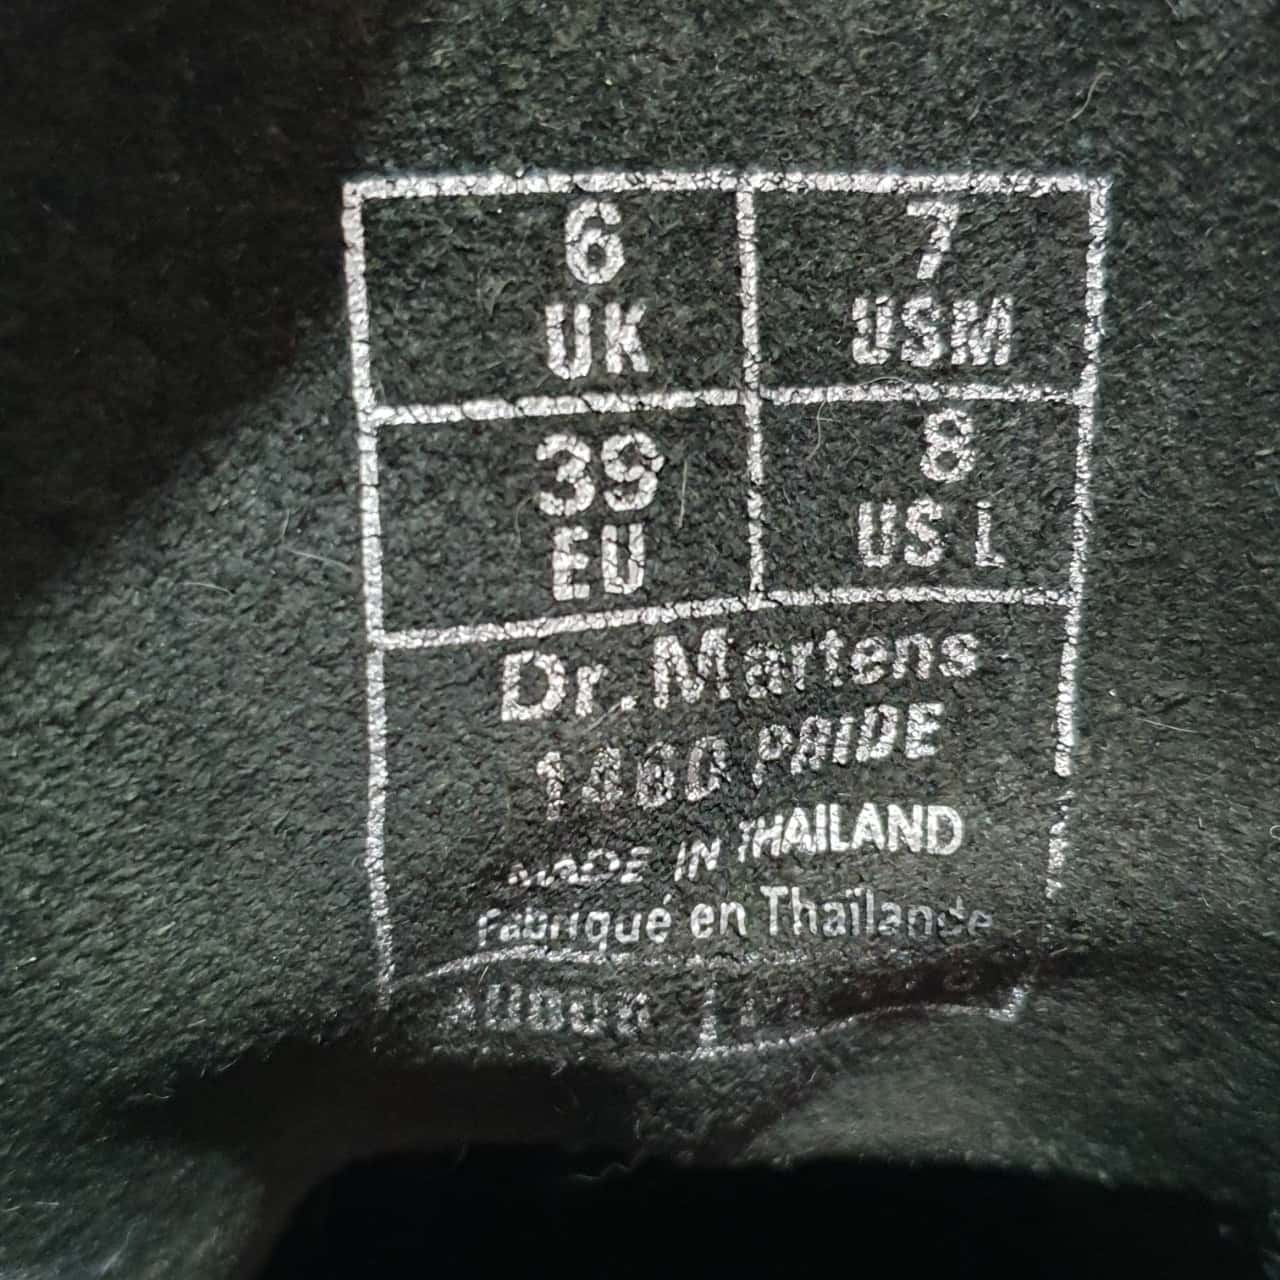 6
UK
7
USM
39
EU
8
US L
Dr. Martens
1460 PRIDE
MADE IN THAILAND
Fabriqué en Thaïlande